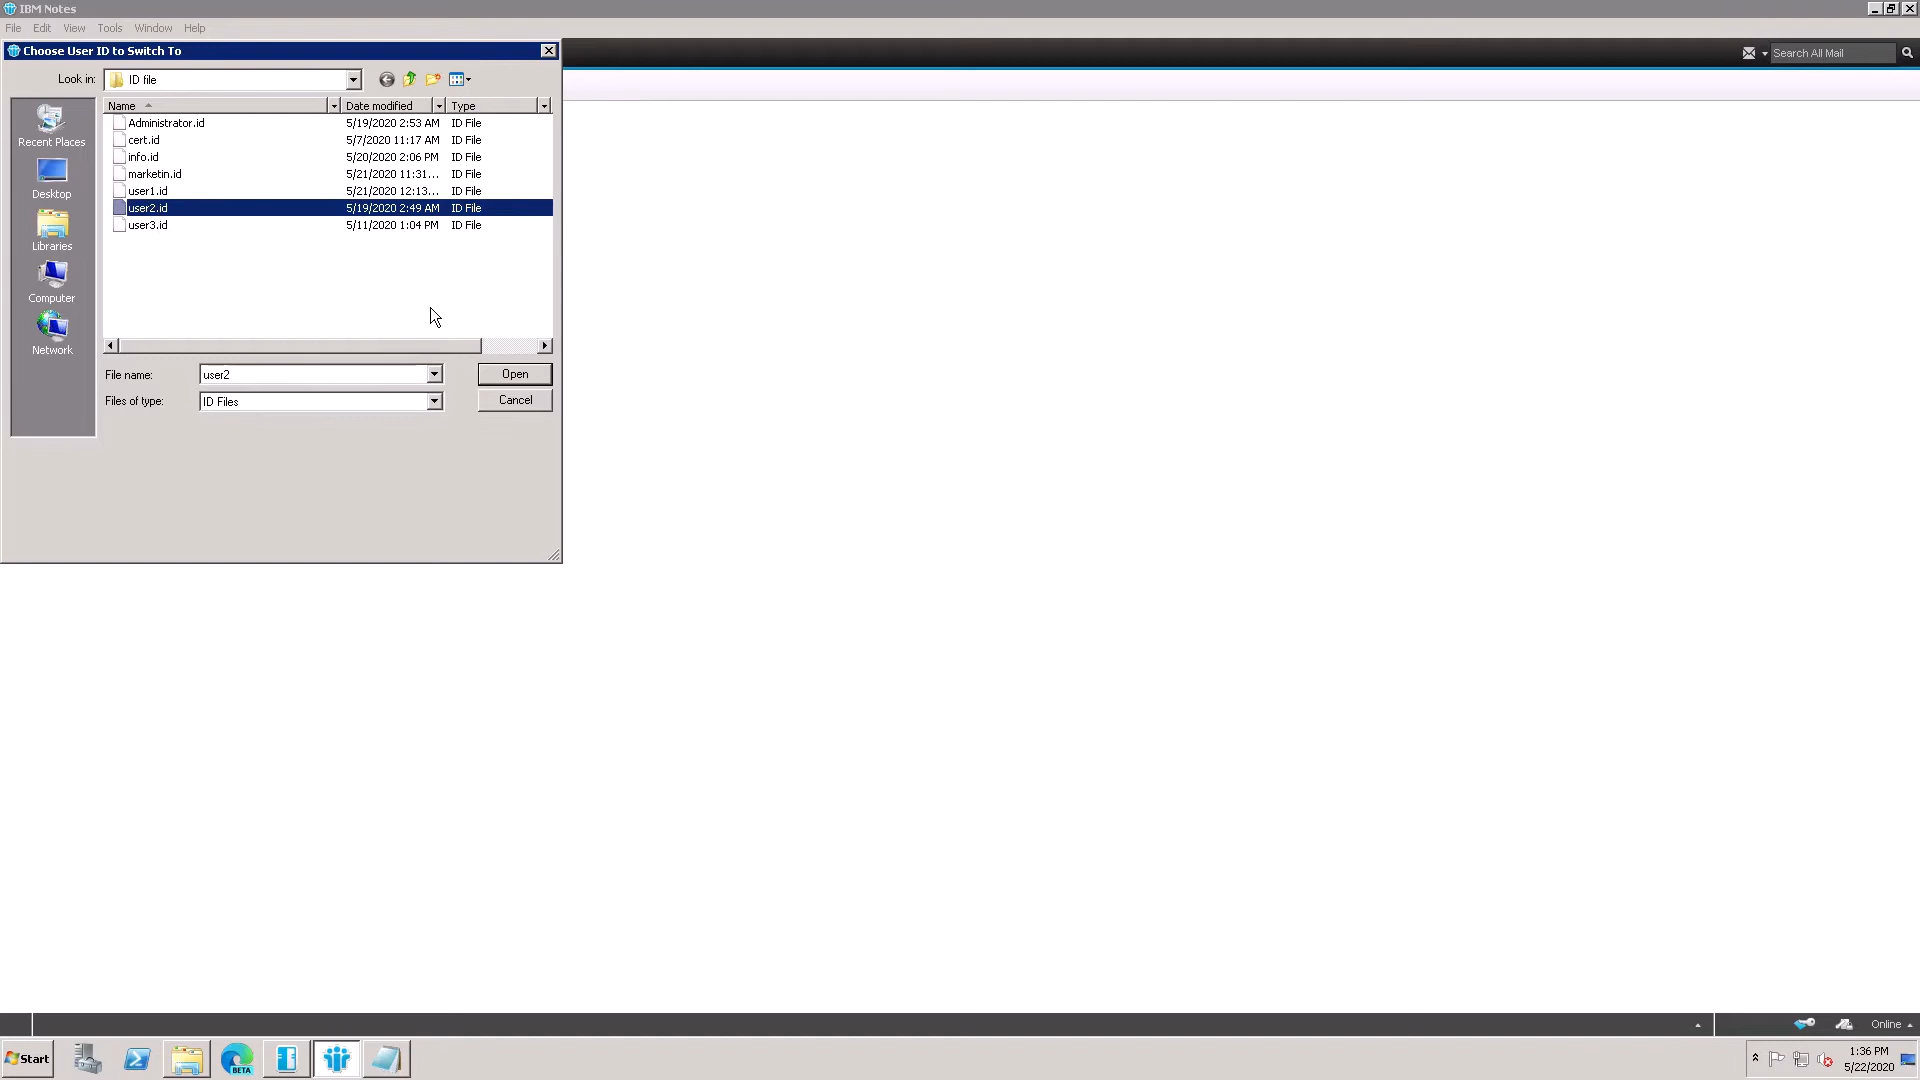 IBM Notes
File Edit View Tools Window Help
Choose User ID to Switch To
Search All Mail
Look in: ID file
Name Date modified Type
Administrator.id 5/19/2020 2:53 AM ID File
cert.id 5/7/2020 11:17 AM ID File
info.id 5/20/2020 2:06 PM ID File
marketin.id 5/21/2020 11:31... ID File
user1.id 5/21/2020 12:13... ID File
user2.id 5/19/2020 2:49 AM ID File
user3.id 5/11/2020 1:04 PM ID File
Recent Places
Desktop
Libraries
Computer
Network
File name: user2 Open
Files of type: ID Files Cancel
Online
Start
BETA
1:36 PM
5/22/2020